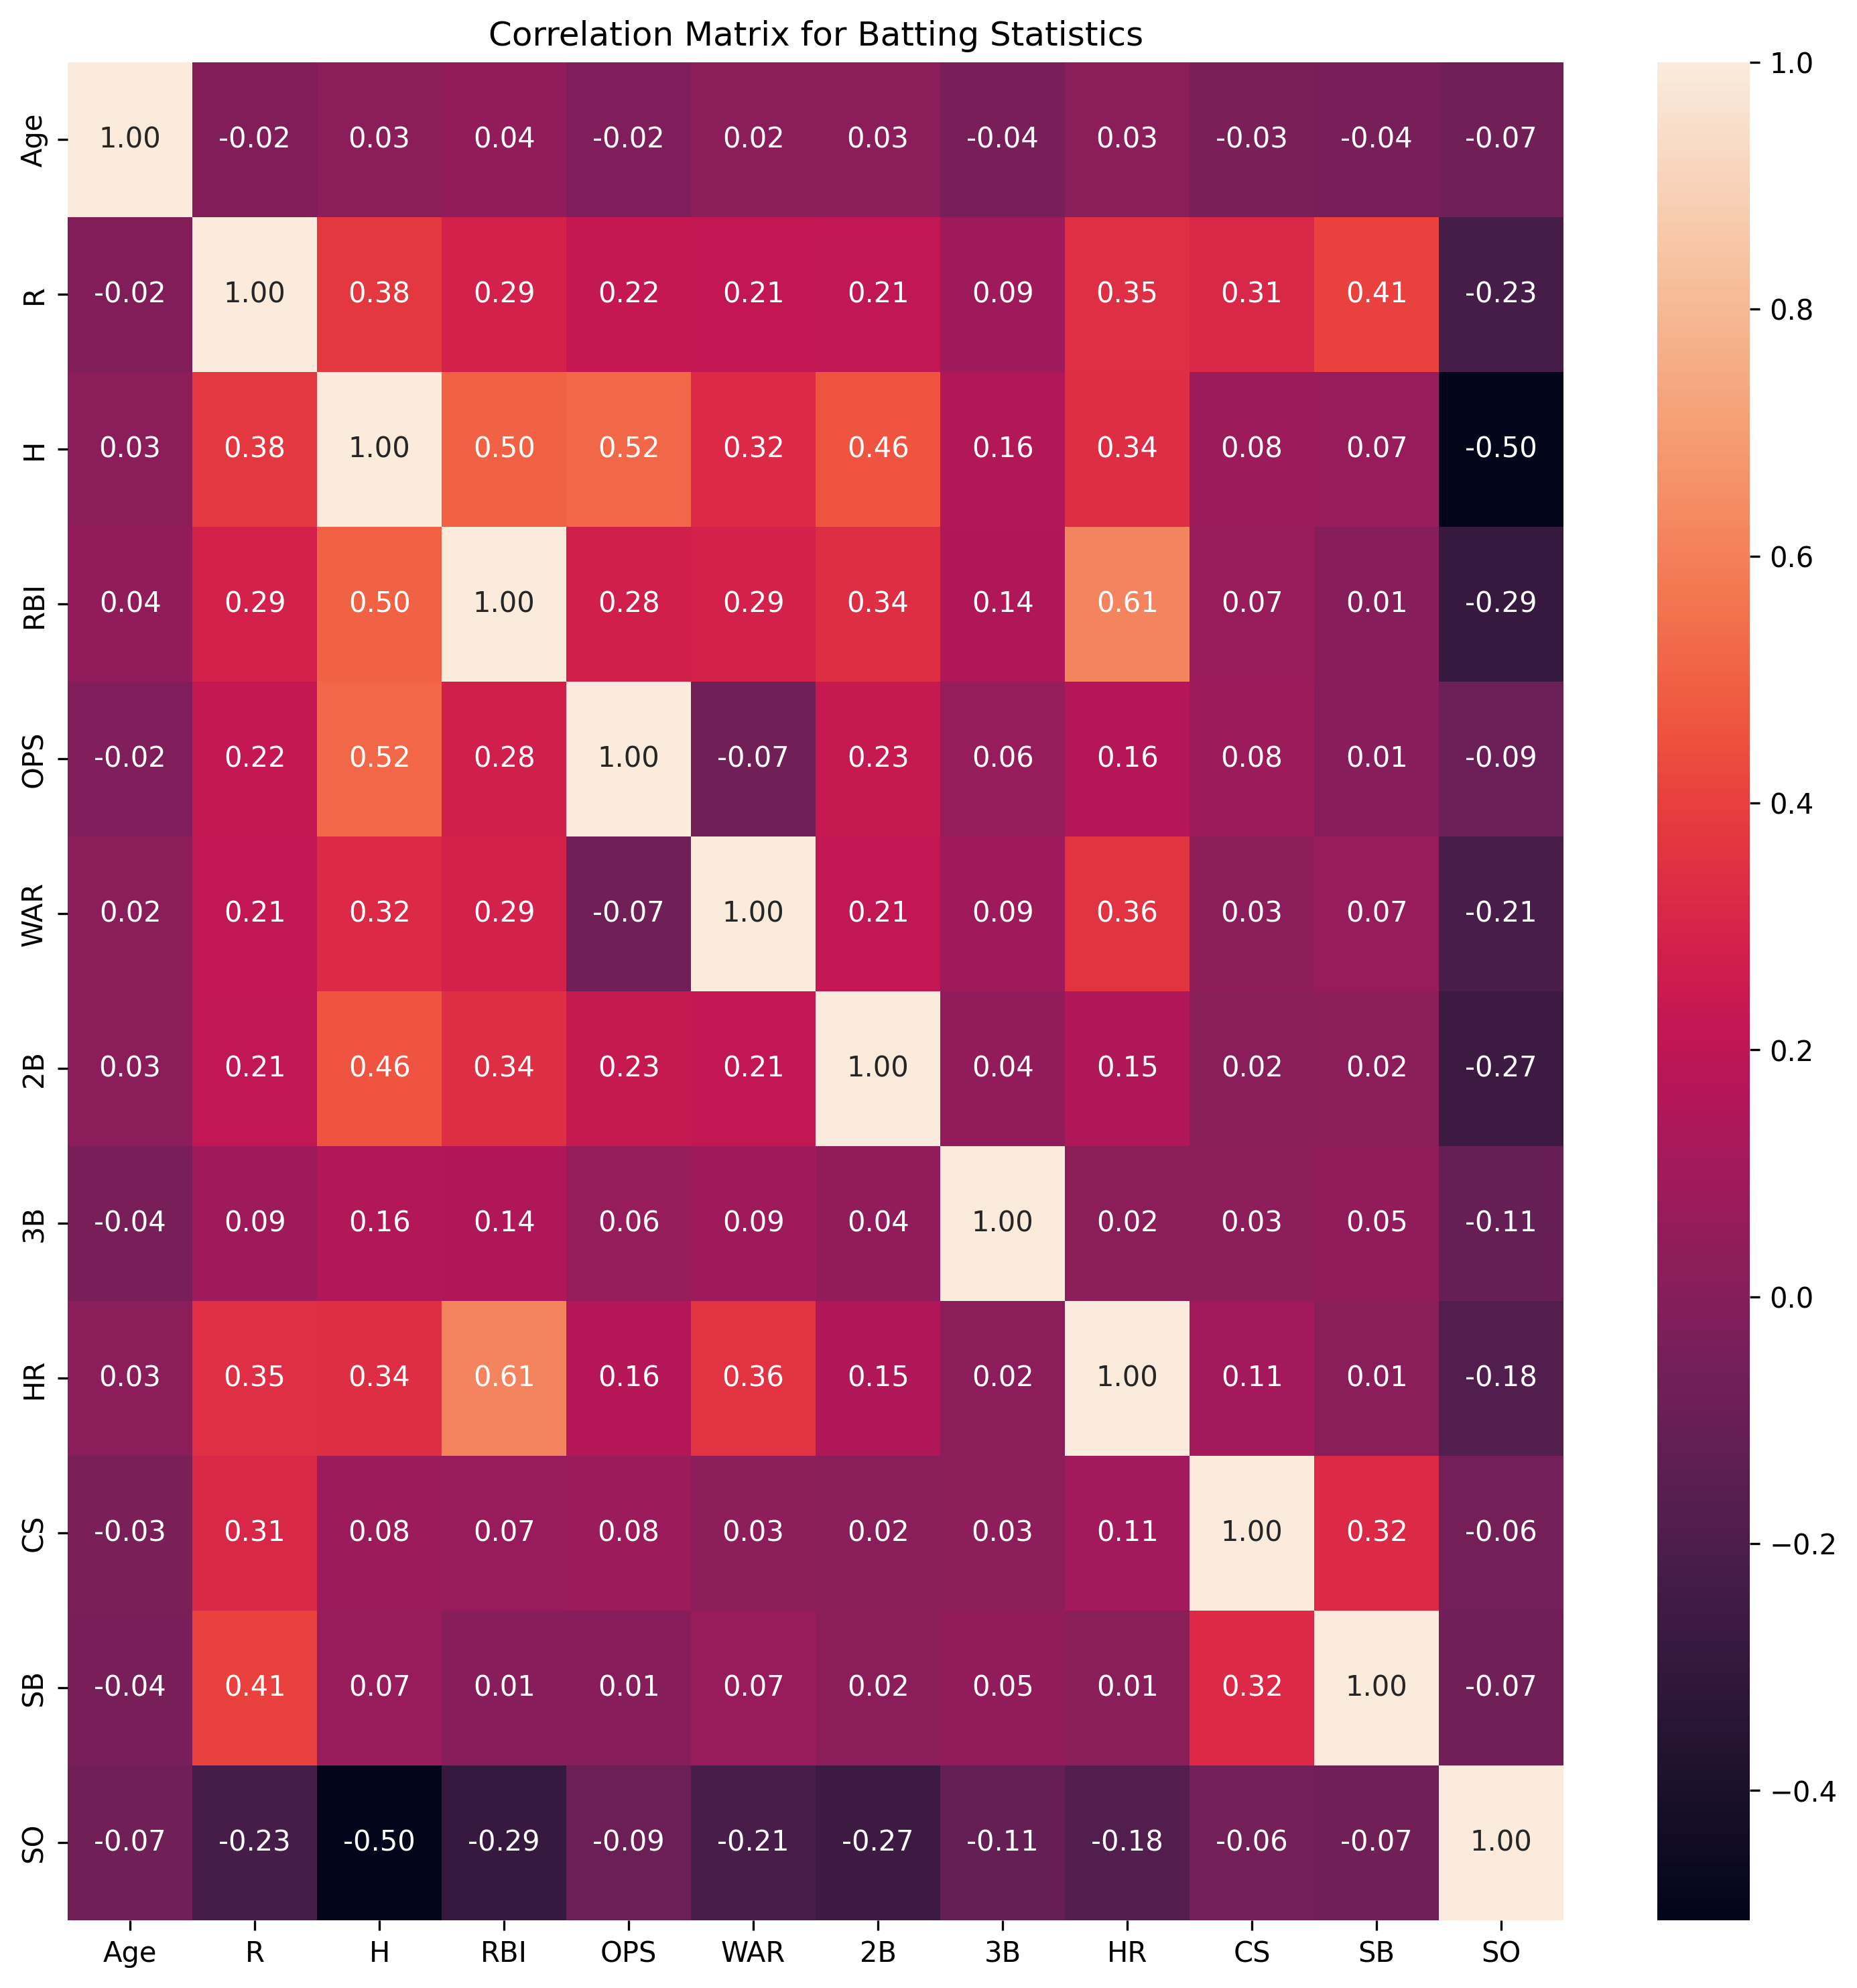 Correlation Matrix for Batting Statistics
Age 1.00 -0.02 0.03 0.04 -0.02 0.02 0.03 -0.04 0.03 -0.03 -0.04 -0.07
R -0.02 1.00 0.38 0.29 0.22 0.21 0.21 0.09 0.35 0.31 0.41 -0.23
H 0.03 0.38 1.00 0.50 0.52 0.32 0.46 0.16 0.34 0.08 0.07 -0.50
RBI 0.04 0.29 0.50 1.00 0.28 0.29 0.34 0.14 0.61 0.07 0.01 -0.29
OPS -0.02 0.22 0.52 0.28 1.00 -0.07 0.23 0.06 0.16 0.08 0.01 -0.09
WAR 0.02 0.21 0.32 0.29 -0.07 1.00 0.21 0.09 0.36 0.03 0.07 -0.21
2B 0.03 0.21 0.46 0.34 0.23 0.21 1.00 0.04 0.15 0.02 0.02 -0.27
3B -0.04 0.09 0.16 0.14 0.06 0.09 0.04 1.00 0.02 0.03 0.05 -0.11
HR 0.03 0.35 0.34 0.61 0.16 0.36 0.15 0.02 1.00 0.11 0.01 -0.18
CS -0.03 0.31 0.08 0.07 0.08 0.03 0.02 0.03 0.11 1.00 0.32 -0.06
SB -0.04 0.41 0.07 0.01 0.01 0.07 0.02 0.05 0.01 0.32 1.00 -0.07
SO -0.07 -0.23 -0.50 -0.29 -0.09 -0.21 -0.27 -0.11 -0.18 -0.06 -0.07 1.00
Age R H RBI OPS WAR 2B 3B HR CS SB SO
1.0
0.8
0.6
0.4
0.2
0.0
−0.2
−0.4